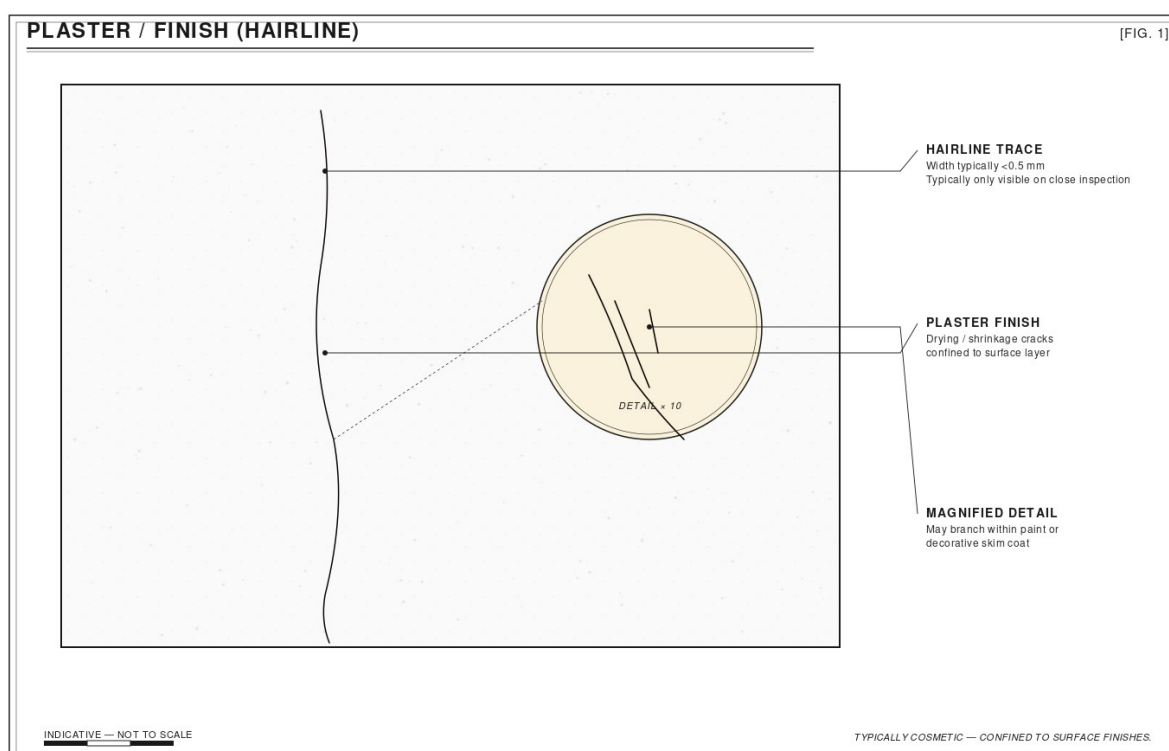 PLASTER / FINISH (HAIRLINE)
[FIG. 1]
HAIRLINE TRACE
Width typically <0.5 mm
Typically only visible on close inspection
PLASTER FINISH
Drying / shrinkage cracks
confined to surface layer
DETAIL × 10
MAGNIFIED DETAIL
May branch within paint or
decorative skim coat
INDICATIVE — NOT TO SCALE
TYPICALLY COSMETIC — CONFINED TO SURFACE FINISHES.